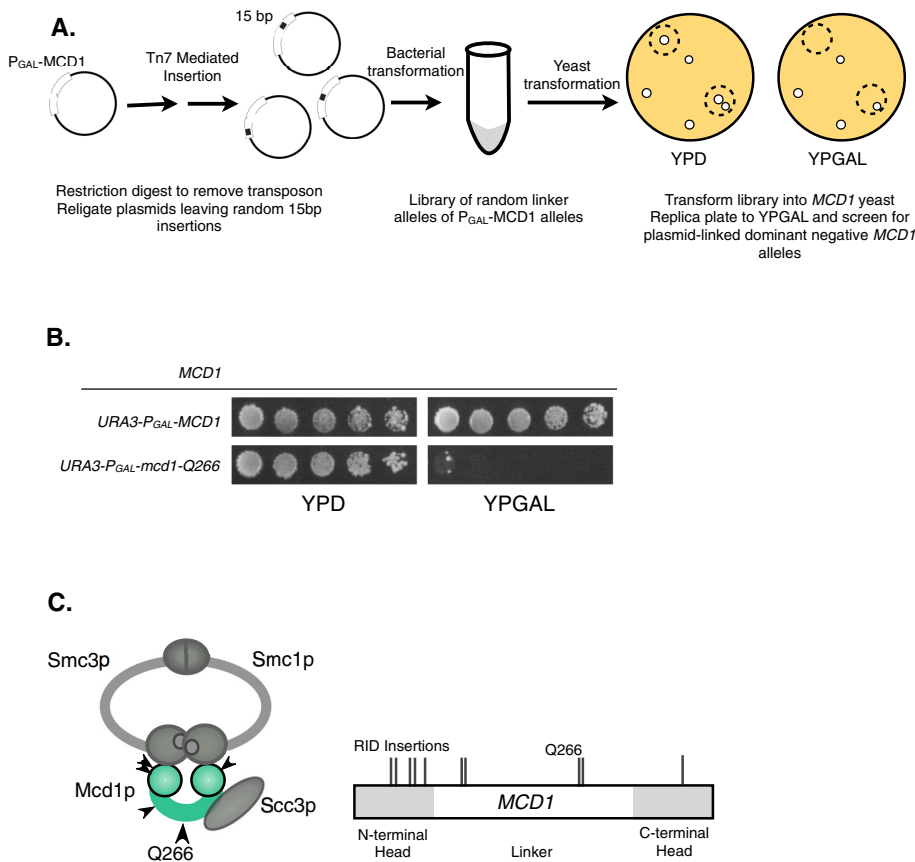 A.
15 bp
PGAL-MCD1
Tn7 Mediated
Insertion
Bacterial
transformation
Yeast
transformation
YPD
YPGAL
Restriction digest to remove transposon
Religate plasmids leaving random 15bp
insertions
Library of random linker
alleles of PGAL-MCD1 alleles
Transform library into MCD1 yeast
Replica plate to YPGAL and screen for
plasmid-linked dominant negative MCD1
alleles
B.
MCD1
URA3-PGAL-MCD1
URA3-PGAL-mcd1-Q266
YPD
YPGAL
C.
Smc3p
Smc1p
Mcd1p
Scc3p
Q266
RID Insertions
Q266
MCD1
N-terminal
Head
Linker
C-terminal
Head